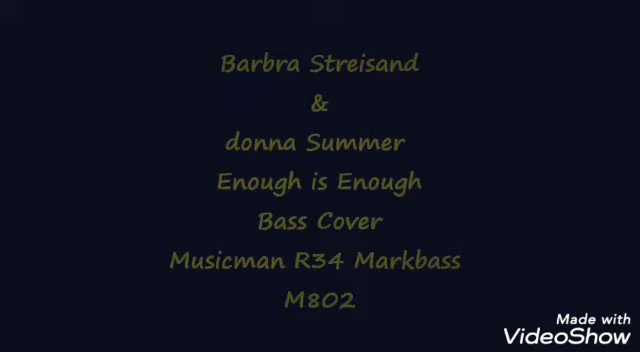 Barbra Streisand
&
donna Summer
Enough is Enough
Bass Cover
Musicman R34 Markbass
M802
Made with
VideoShow